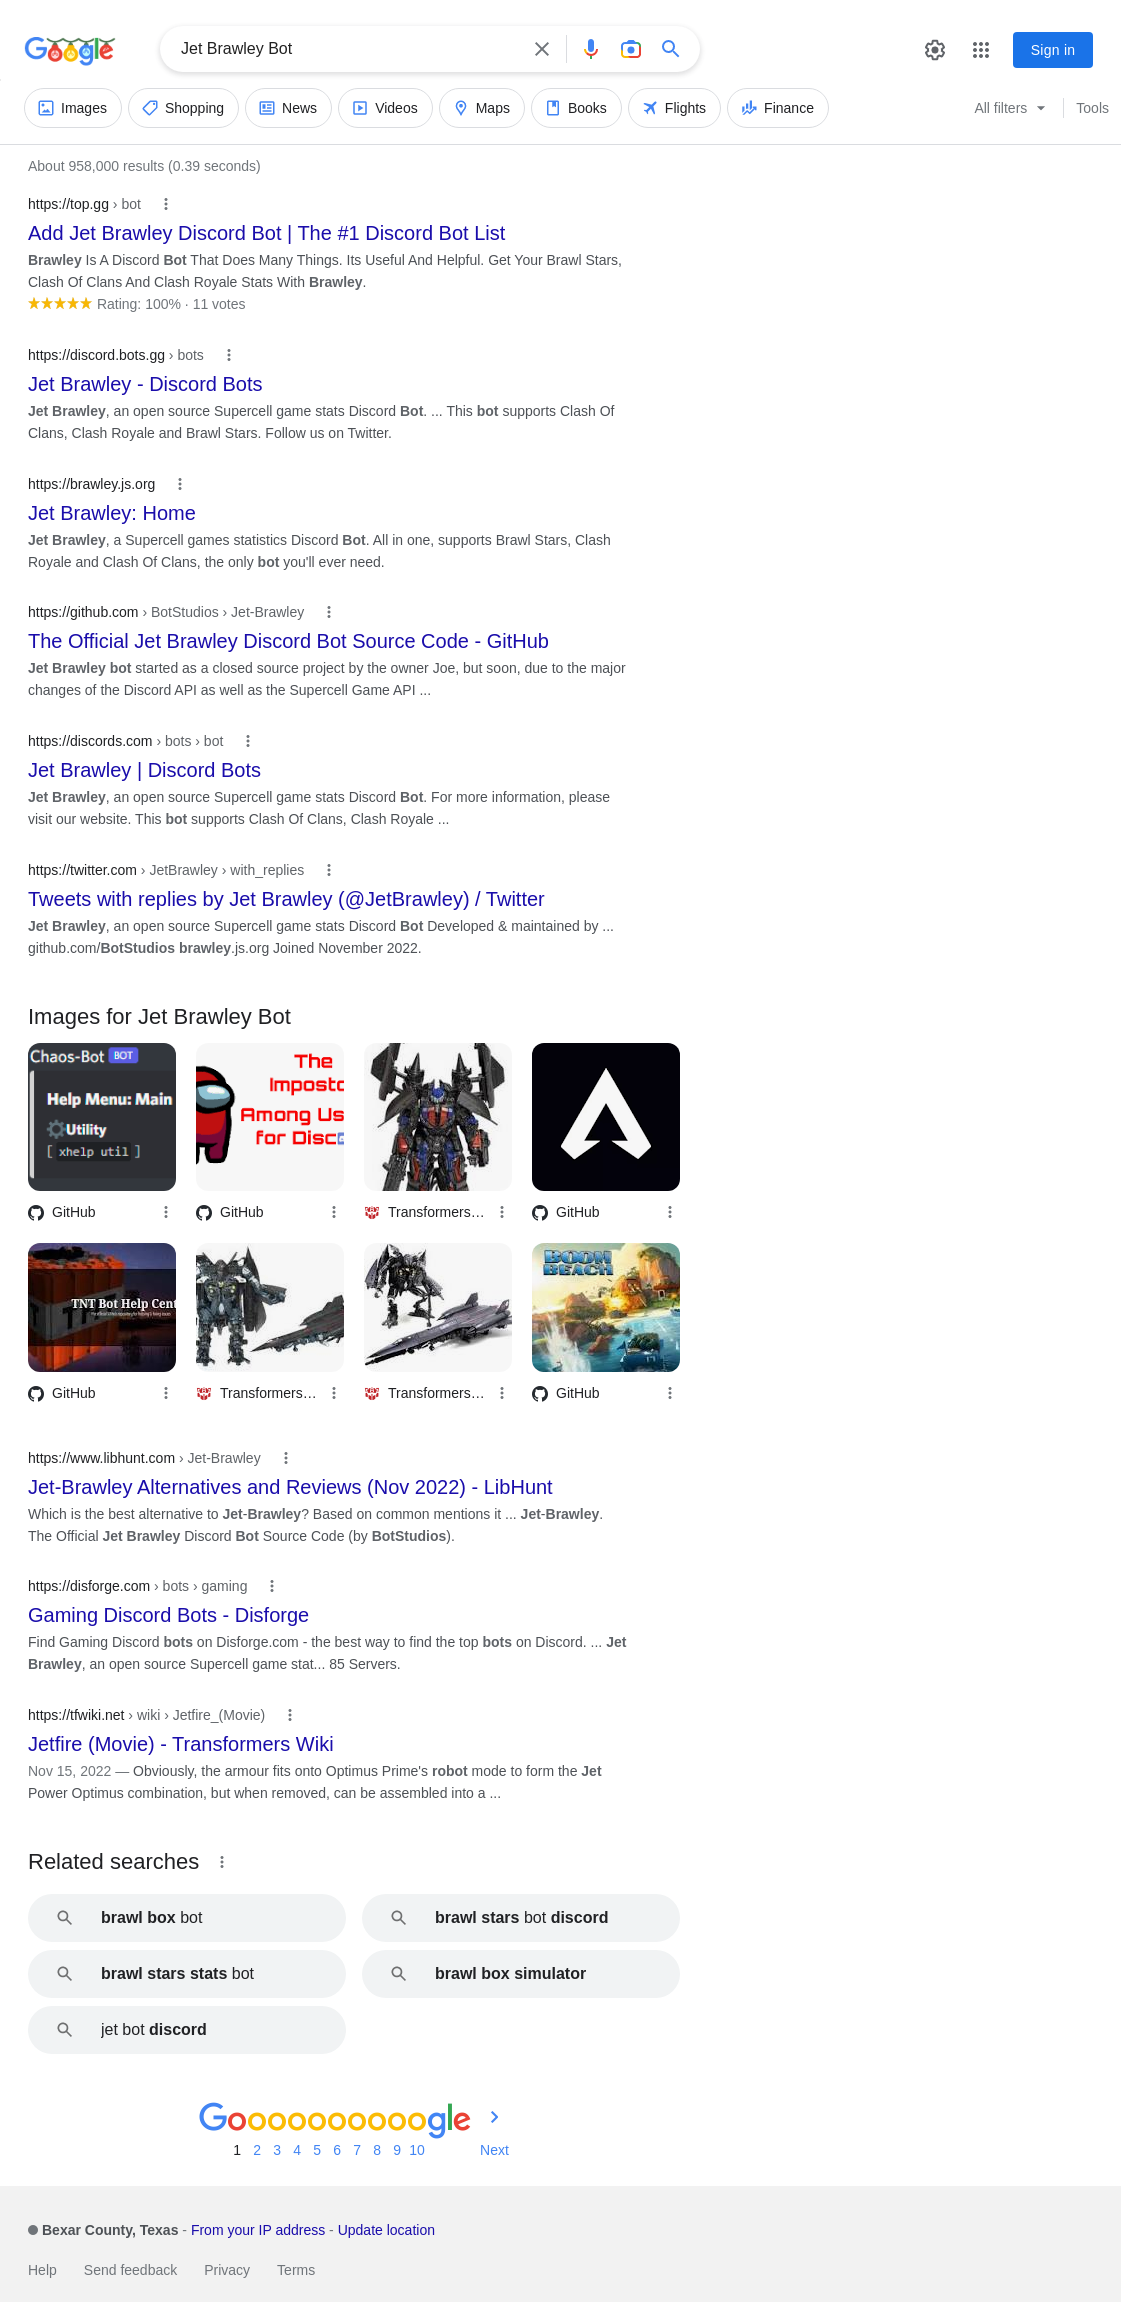 Google
Jet Brawley Bot
Sign in
Images
Shopping
News
Videos
Maps
Books
Flights
Finance
All filters
Tools
About 958,000 results (0.39 seconds)
https://top.gg › bot
Add Jet Brawley Discord Bot | The #1 Discord Bot List
Brawley Is A Discord Bot That Does Many Things. Its Useful And Helpful. Get Your Brawl Stars,
Clash Of Clans And Clash Royale Stats With Brawley.
Rating: 100% · 11 votes
https://discord.bots.gg › bots
Jet Brawley - Discord Bots
Jet Brawley, an open source Supercell game stats Discord Bot. ... This bot supports Clash Of
Clans, Clash Royale and Brawl Stars. Follow us on Twitter.
https://brawley.js.org
Jet Brawley: Home
Jet Brawley, a Supercell games statistics Discord Bot. All in one, supports Brawl Stars, Clash
Royale and Clash Of Clans, the only bot you'll ever need.
https://github.com › BotStudios › Jet-Brawley
The Official Jet Brawley Discord Bot Source Code - GitHub
Jet Brawley bot started as a closed source project by the owner Joe, but soon, due to the major
changes of the Discord API as well as the Supercell Game API ...
https://discords.com › bots › bot
Jet Brawley | Discord Bots
Jet Brawley, an open source Supercell game stats Discord Bot. For more information, please
visit our website. This bot supports Clash Of Clans, Clash Royale ...
https://twitter.com › JetBrawley › with_replies
Tweets with replies by Jet Brawley (@JetBrawley) / Twitter
Jet Brawley, an open source Supercell game stats Discord Bot Developed & maintained by ...
github.com/BotStudios brawley.js.org Joined November 2022.
Images for Jet Brawley Bot
Chaos-Bot BOT
Help Menu: Main
Utility
[ xhelp util ]
The
Imposto
Among Us
for Disc
GitHub
GitHub
Transformers…
GitHub
TNT Bot Help Cent
BOOM
BEACH
GitHub
Transformers…
Transformers…
GitHub
https://www.libhunt.com › Jet-Brawley
Jet-Brawley Alternatives and Reviews (Nov 2022) - LibHunt
Which is the best alternative to Jet-Brawley? Based on common mentions it ... Jet-Brawley.
The Official Jet Brawley Discord Bot Source Code (by BotStudios).
https://disforge.com › bots › gaming
Gaming Discord Bots - Disforge
Find Gaming Discord bots on Disforge.com - the best way to find the top bots on Discord. ... Jet
Brawley, an open source Supercell game stat... 85 Servers.
https://tfwiki.net › wiki › Jetfire_(Movie)
Jetfire (Movie) - Transformers Wiki
Nov 15, 2022 — Obviously, the armour fits onto Optimus Prime's robot mode to form the Jet
Power Optimus combination, but when removed, can be assembled into a ...
Related searches
brawl box bot
brawl stars bot discord
brawl stars stats bot
brawl box simulator
jet bot discord
Goooooooooogle
1 2 3 4 5 6 7 8 9 10 Next
Bexar County, Texas - From your IP address - Update location
Help Send feedback Privacy Terms